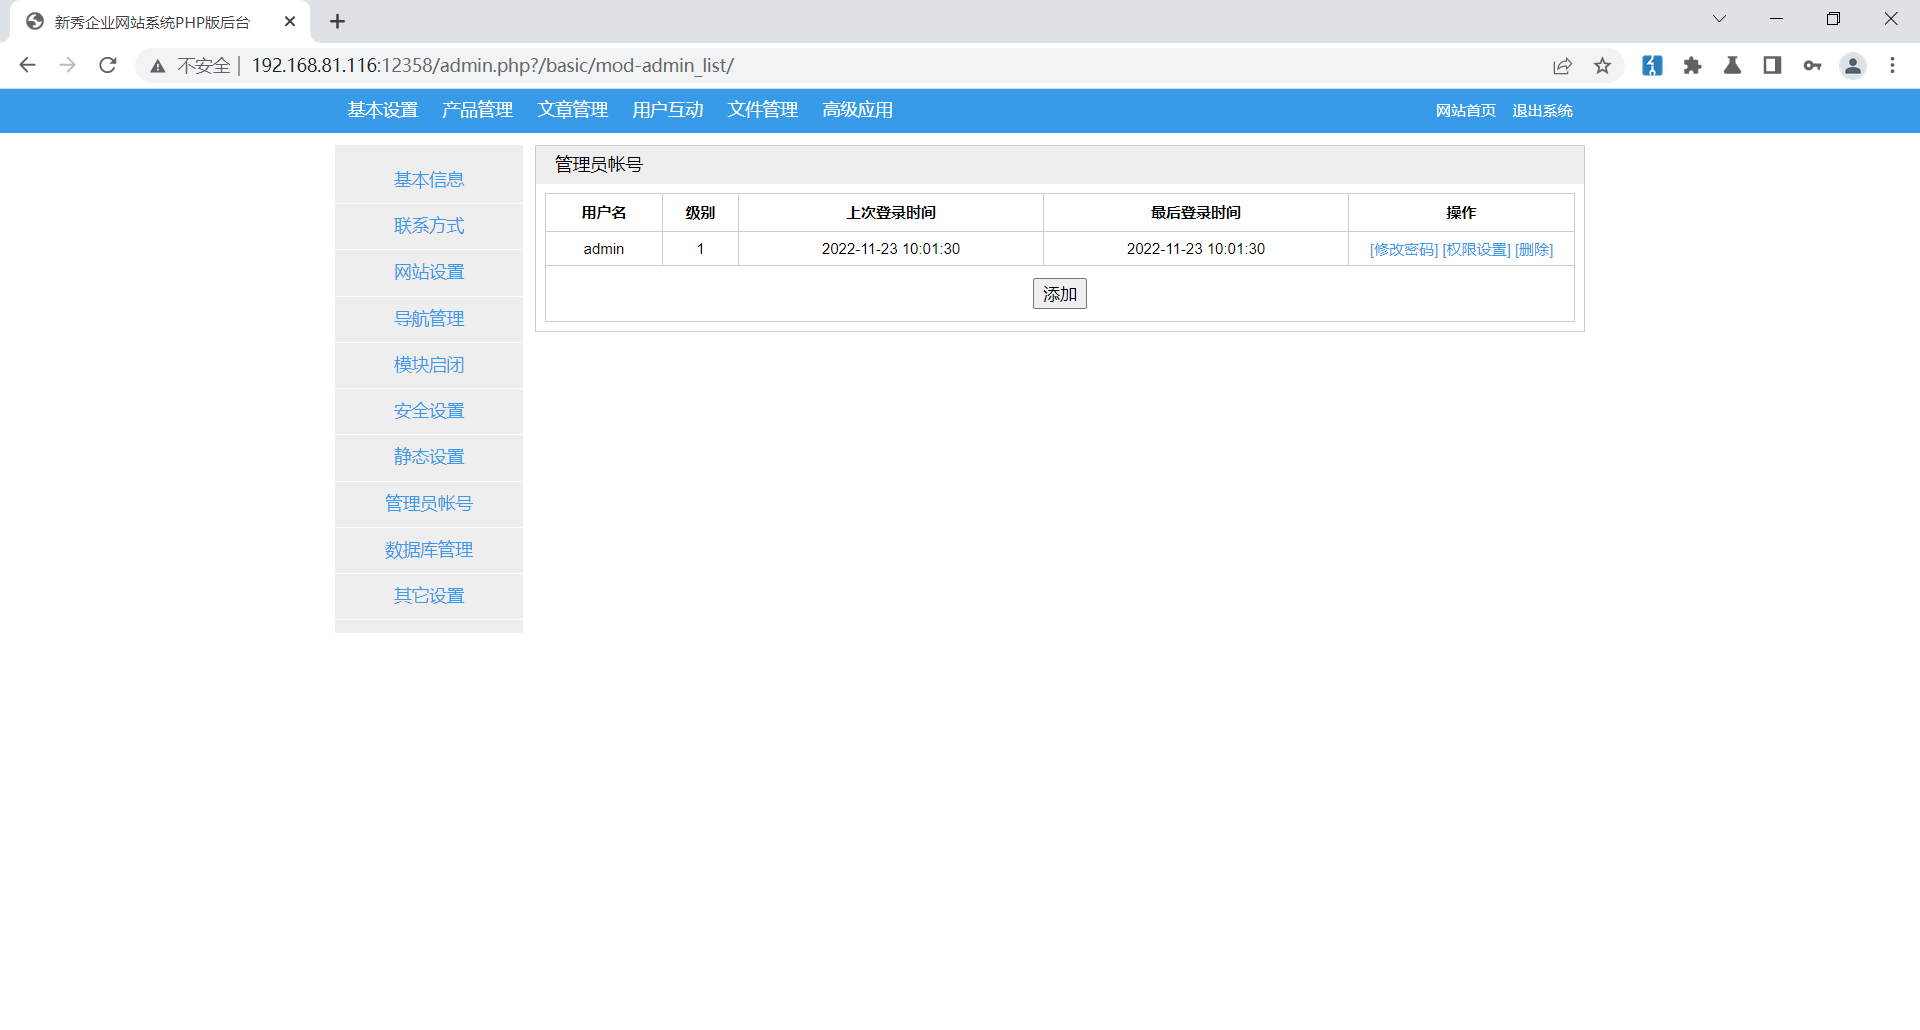 新秀企业网站系统PHP版后台
不安全 | 192.168.81.116:12358/admin.php?/basic/mod-admin_list/
基本设置 产品管理 文章管理 用户互动 文件管理 高级应用 网站首页 退出系统
基本信息
联系方式
网站设置
导航管理
模块启闭
安全设置
静态设置
管理员帐号
数据库管理
其它设置
管理员帐号
用户名 级别 上次登录时间 最后登录时间 操作
admin 1 2022-11-23 10:01:30 2022-11-23 10:01:30 [修改密码] [权限设置] [删除]
添加